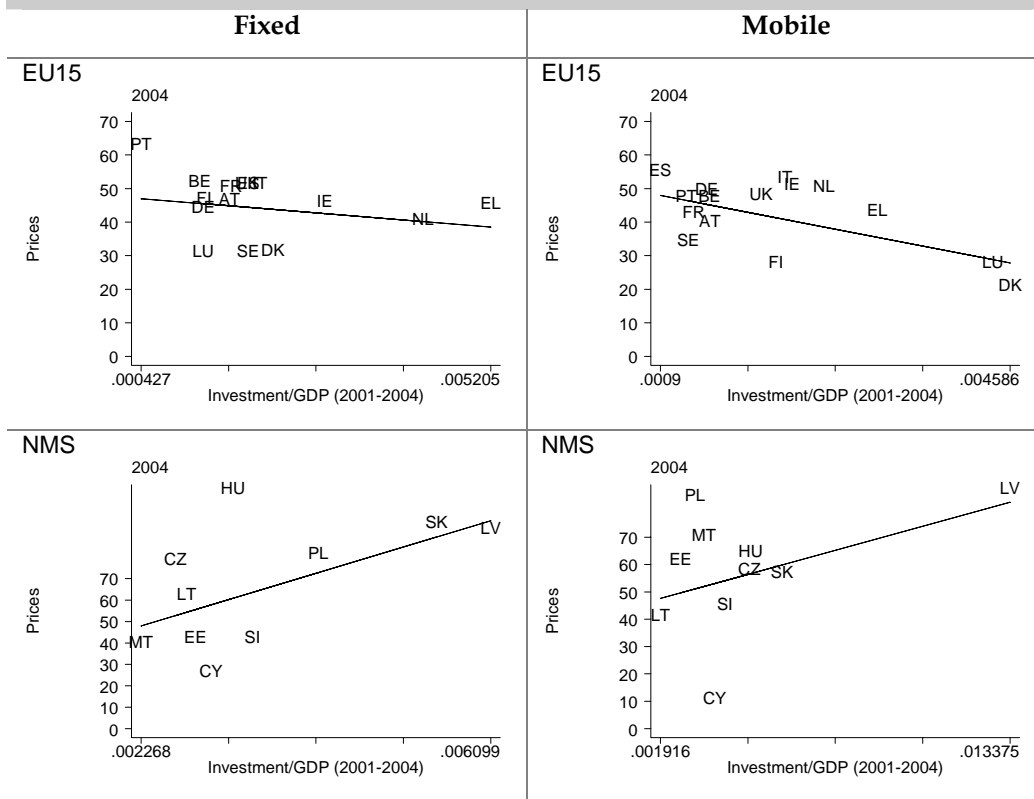 Fixed
Mobile
EU15
2004
70
PT
60
BE
FR
50
AT
IE
EL
DE
NL
40
LU
SE
DK
30
20
10
0
Prices
.000427
.005205
Investment/GDP (2001-2004)
EU15
2004
70
60
ES
IT
IE
NL
DE
50
PT
BE
UK
FR
EL
AT
40
SE
30
FI
LU
DK
20
10
0
Prices
.0009
.004586
Investment/GDP (2001-2004)
NMS
2004
HU
SK
LV
PL
CZ
70
LT
60
50
MT
EE
SI
40
30
CY
20
10
0
Prices
.002268
.006099
Investment/GDP (2001-2004)
NMS
2004
LV
PL
MT
70
HU
EE
60
CZ
SK
50
SI
LT
40
30
20
CY
10
0
Prices
.001916
.013375
Investment/GDP (2001-2004)